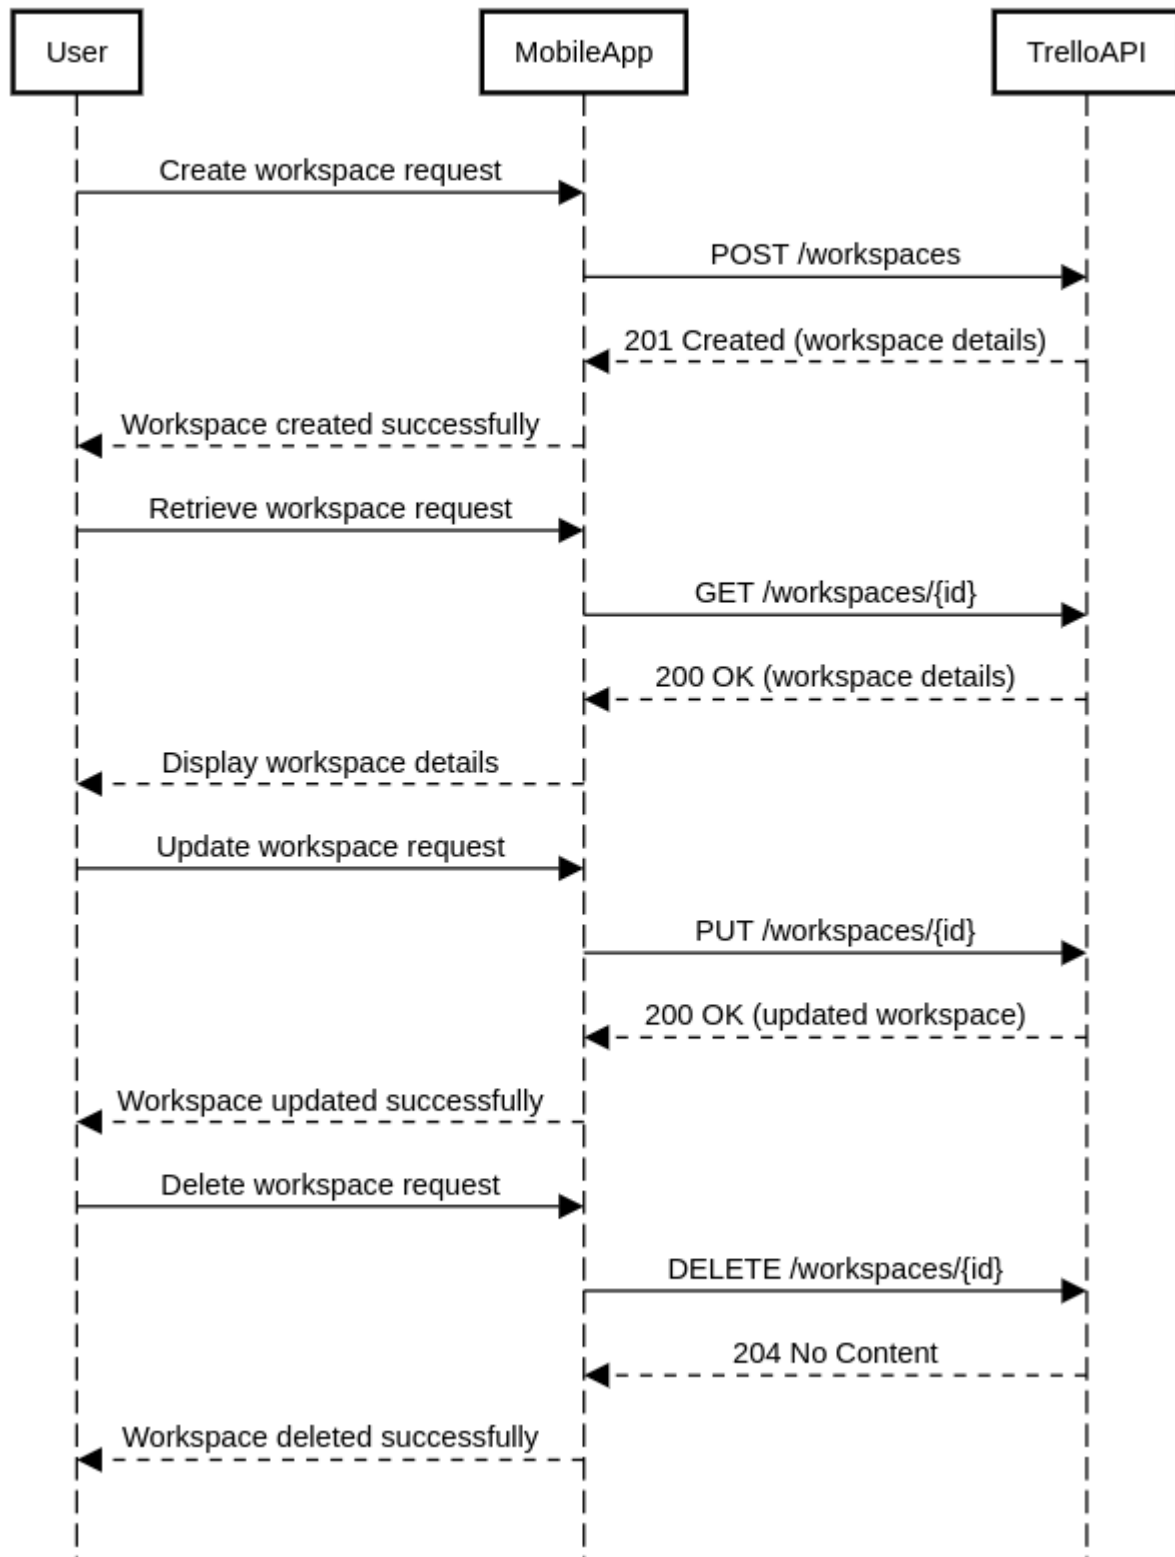 User
MobileApp
TrelloAPI
Create workspace request
POST /workspaces
201 Created (workspace details)
Workspace created successfully
Retrieve workspace request
GET /workspaces/{id}
200 OK (workspace details)
Display workspace details
Update workspace request
PUT /workspaces/{id}
200 OK (updated workspace)
Workspace updated successfully
Delete workspace request
DELETE /workspaces/{id}
204 No Content
Workspace deleted successfully